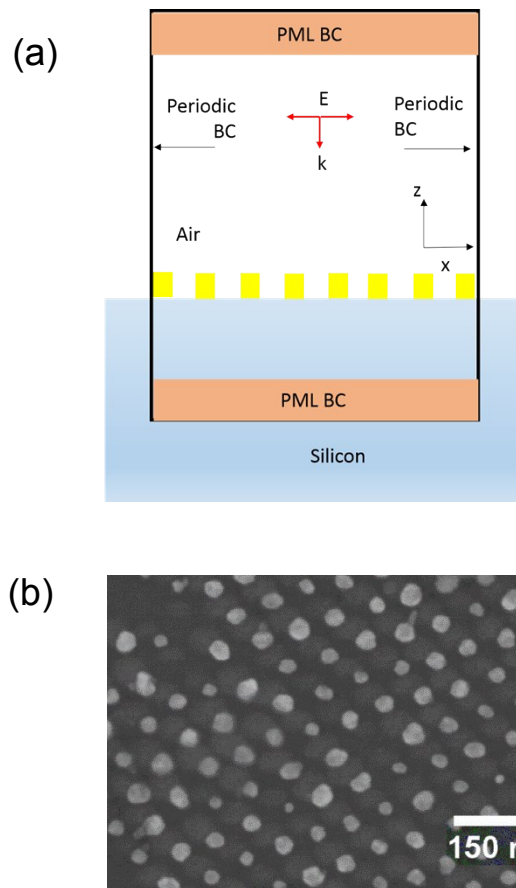 (a)
PML BC
Periodic
BC
E
Periodic
BC
k
z
Air
x
PML BC
Silicon
(b)
150 n